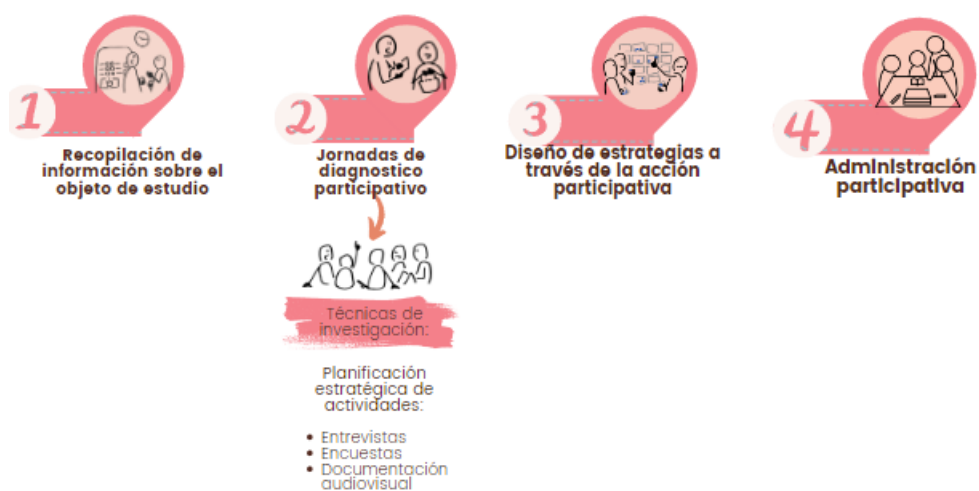 1
Recopilación de
información sobre el
objeto de estudio
2
Jornadas de
diagnostico
participativo
Técnicas de
investigación:
Planificación
estratégica de
actividades:
• Entrevistas
• Encuestas
• Documentación
audiovisual
3
Diseño de estrategias a
través de la acción
participativa
4
Administración
participativa